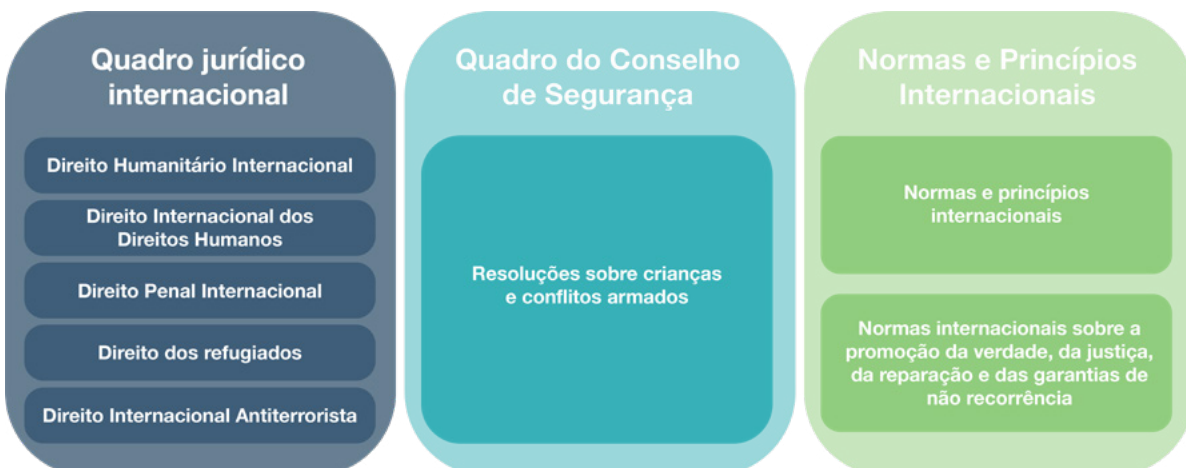 Quadro jurídico
internacional
Direito Humanitário Internacional
Direito Internacional dos
Direitos Humanos
Direito Penal Internacional
Direito dos refugiados
Direito Internacional Antiterrorista
Quadro do Conselho
de Segurança
Resoluções sobre crianças
e conflitos armados
Normas e Princípios
Internacionais
Normas e princípios
internacionais
Normas internacionais sobre a
promoção da verdade, da justiça,
da reparação e das garantias de
não recorrência